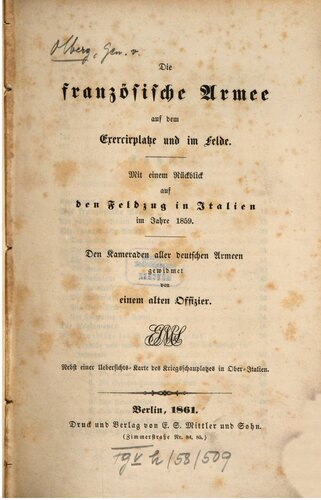 Olberg, Gen. v.
Die
französische Armee
auf dem
Exercirplatze und im Felde.
Mit einem Rückblick
auf
den Feldzug in Italien
im Jahre 1859.
Den Kameraden aller deutschen Armeen
gewidmet
von
einem alten Offizier.
Nebst einer Uebersichts-Karte des Kriegsschauplatzes in Ober-Italien.
Berlin, 1861.
Druck und Verlag von E. S. Mittler und Sohn.
(Zimmerstraße Nr. 84. 85.)
/58/509